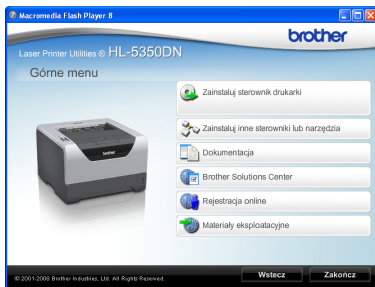 Macromedia Flash Player 8
brother
Laser Printer Utilities ® HL-5350DN
Górne menu
Zainstaluj sterownik drukarki
Zainstaluj inne sterowniki lub narzędzia
Dokumentacja
Brother Solutions Center
Rejestracja online
Materiały eksploatacyjne
brother
© 2001-2008 Brother Industries, Ltd. All Rights Reserved.
Wstecz
Zakończ